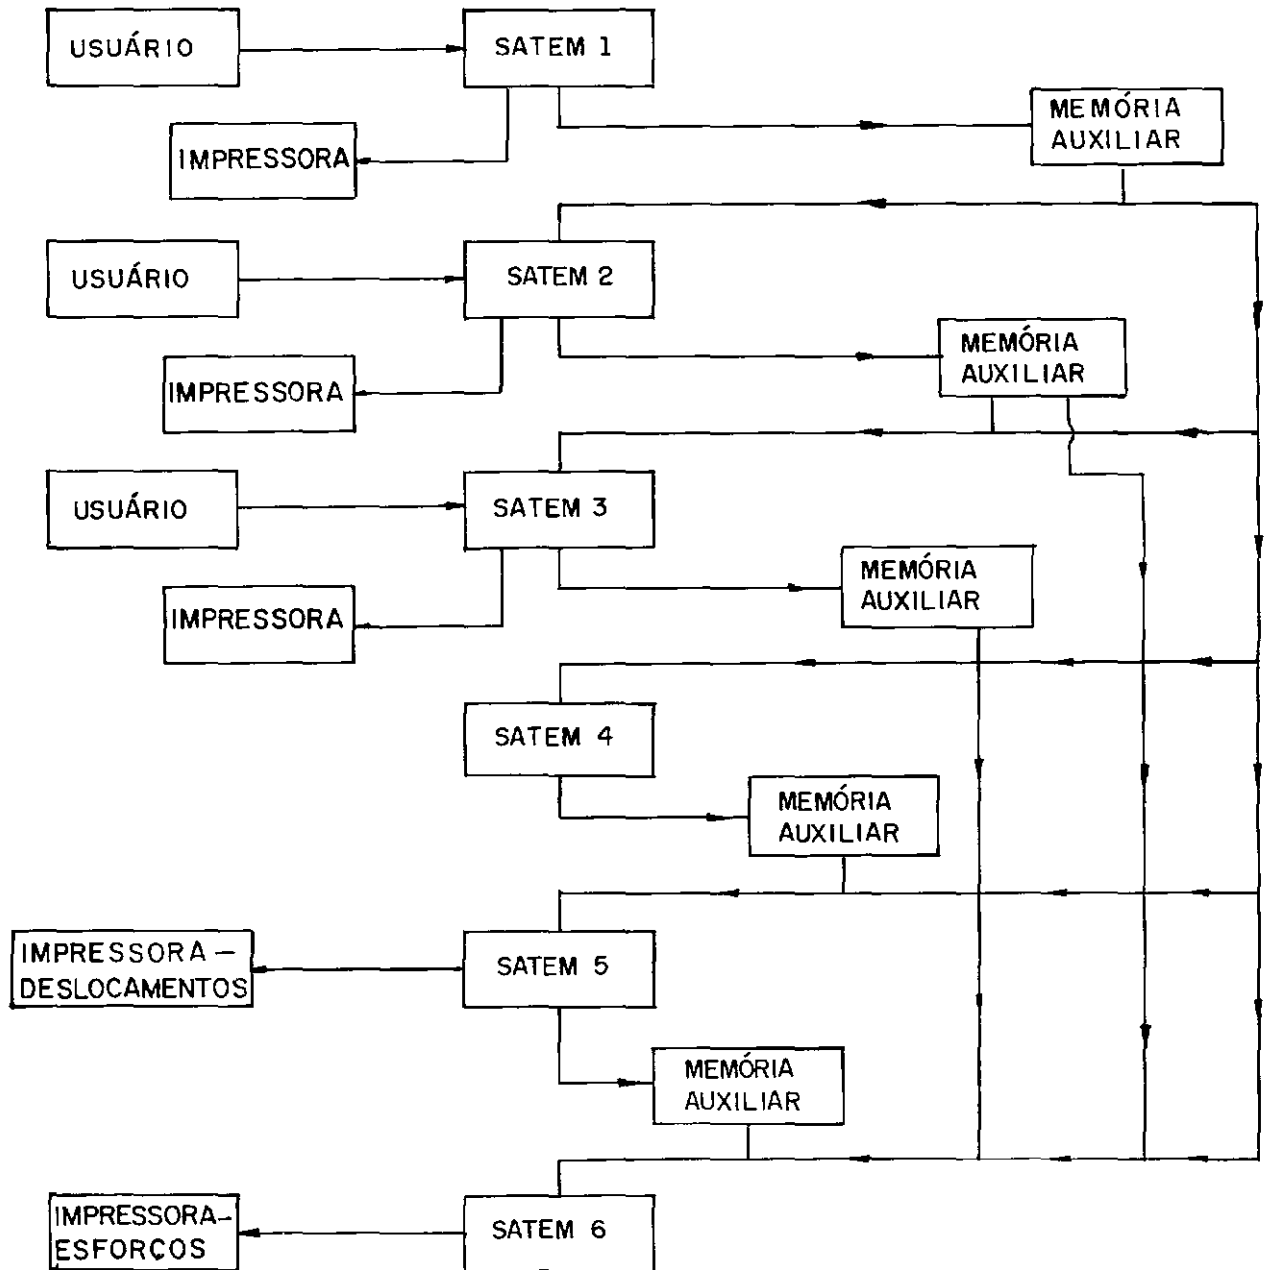 USUÁRIO
SATEM 1
MEMÓRIA
AUXILIAR
IMPRESSORA
USUÁRIO
SATEM 2
MEMÓRIA
AUXILIAR
IMPRESSORA
USUÁRIO
SATEM 3
MEMÓRIA
AUXILIAR
IMPRESSORA
SATEM 4
MEMÓRIA
AUXILIAR
IMPRESSORA –
DESLOCAMENTOS
SATEM 5
MEMÓRIA
AUXILIAR
IMPRESSORA–
ESFORÇOS
SATEM 6